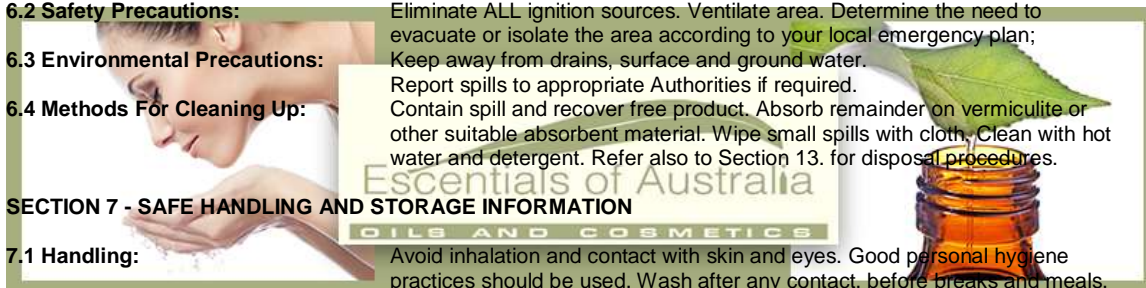 6.2 Safety Precautions: Eliminate ALL ignition sources. Ventilate area. Determine the need to
evacuate or isolate the area according to your local emergency plan;
6.3 Environmental Precautions: Keep away from drains, surface and ground water.
Report spills to appropriate Authorities if required.
6.4 Methods For Cleaning Up: Contain spill and recover free product. Absorb remainder on vermiculite or
other suitable absorbent material. Wipe small spills with cloth. Clean with hot
water and detergent. Refer also to Section 13. for disposal procedures.
Escentials of Australia
SECTION 7 - SAFE HANDLING AND STORAGE INFORMATION
OILS AND COSMETICS
7.1 Handling: Avoid inhalation and contact with skin and eyes. Good personal hygiene
practices should be used. Wash after any contact, before breaks and meals,